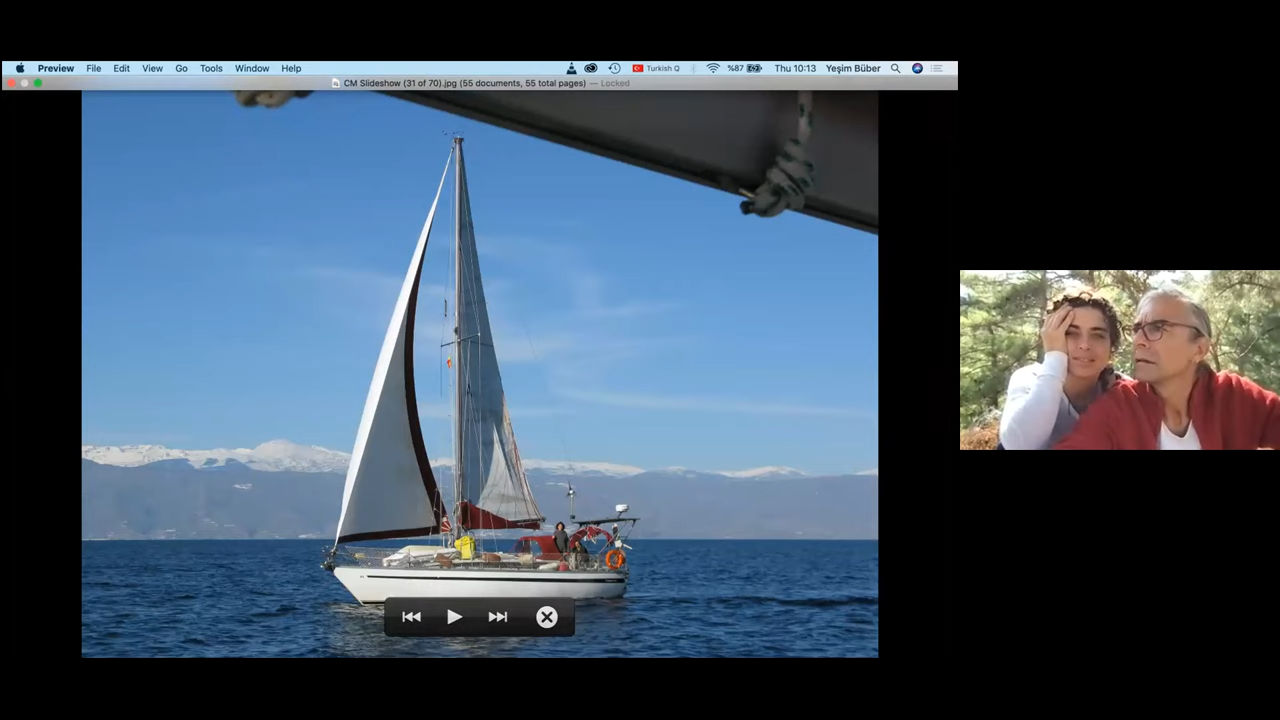 Preview File Edit View Go Tools Window Help Turkish Q %87 Thu 10:13 Yeşim Büber
CM Slideshow (31 of 70).jpg (55 documents, 55 total pages) — Locked